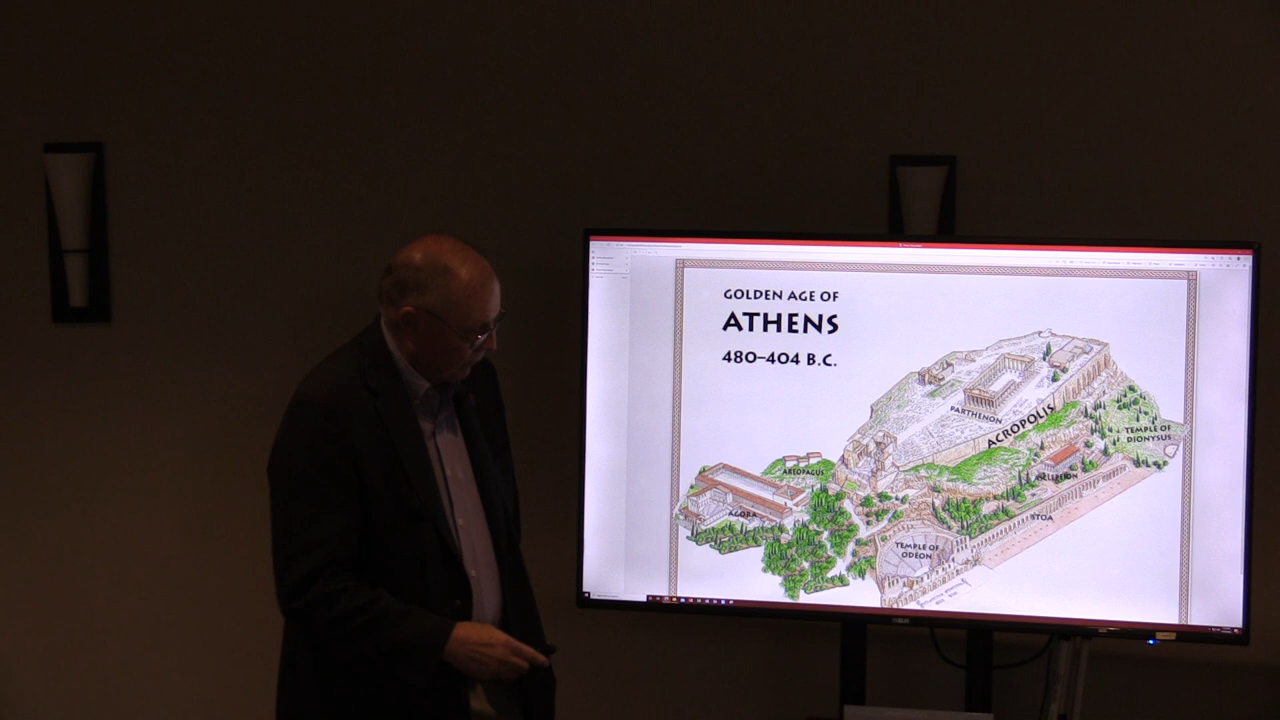 GOLDEN AGE OF
ATHENS
480–404 B.C.
PARTHENON
ACROPOLIS
TEMPLE OF
DIONYSUS
AREOPAGUS
AGORA
STOA
TEMPLE OF
ODEON